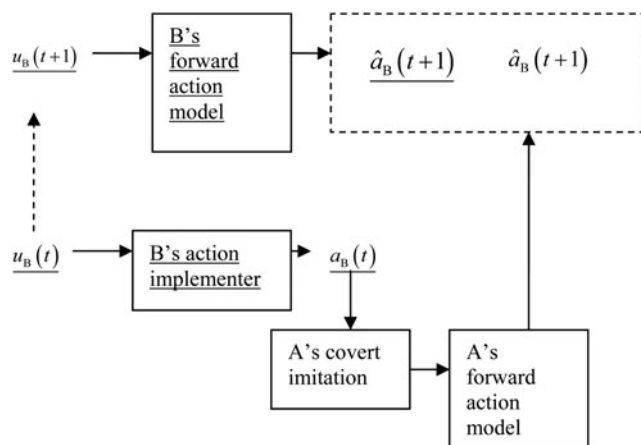 u_B(t+1)
B's
forward
action
model
â_B(t+1) â_B(t+1)
u_B(t)
B's action
implementer
a_B(t)
A's covert
imitation
A's
forward
action
model